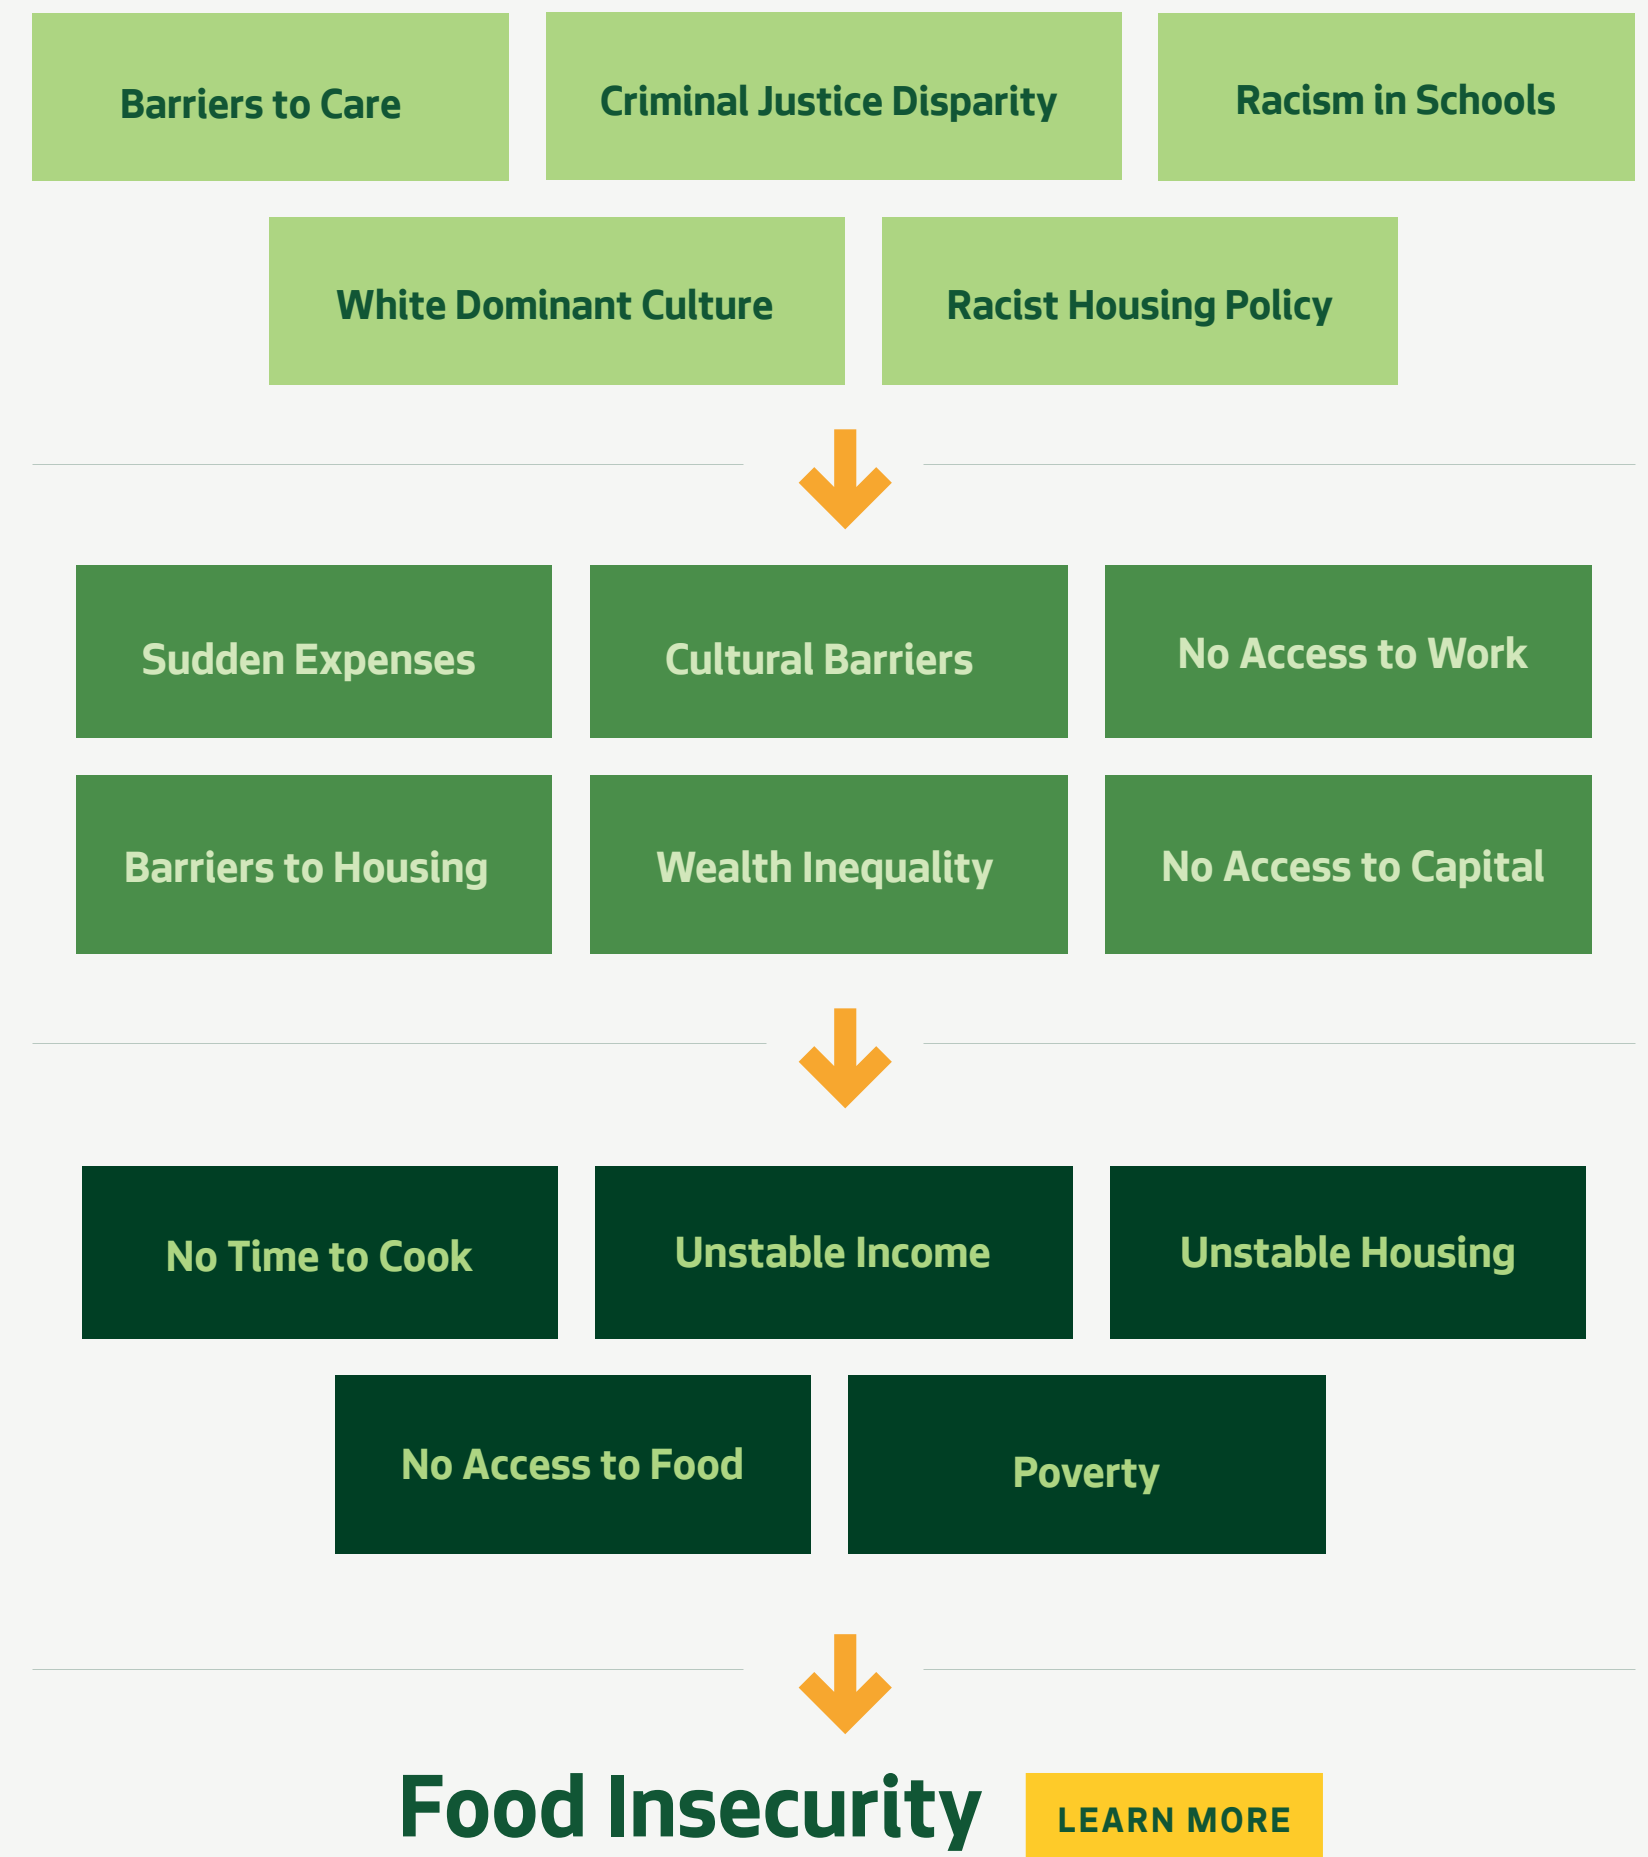 Barriers to Care
Criminal Justice Disparity
Racism in Schools
White Dominant Culture
Racist Housing Policy
Sudden Expenses
Cultural Barriers
No Access to Work
Barriers to Housing
Wealth Inequality
No Access to Capital
No Time to Cook
Unstable Income
Unstable Housing
No Access to Food
Poverty
Food Insecurity
LEARN MORE